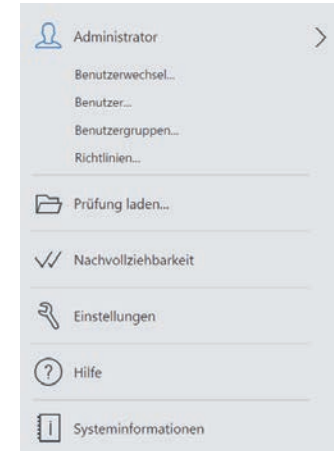 Administrator
Benutzerwechsel...
Benutzer...
Benutzergruppen...
Richtlinien...
Prüfung laden...
Nachvollziehbarkeit
Einstellungen
Hilfe
Systeminformationen